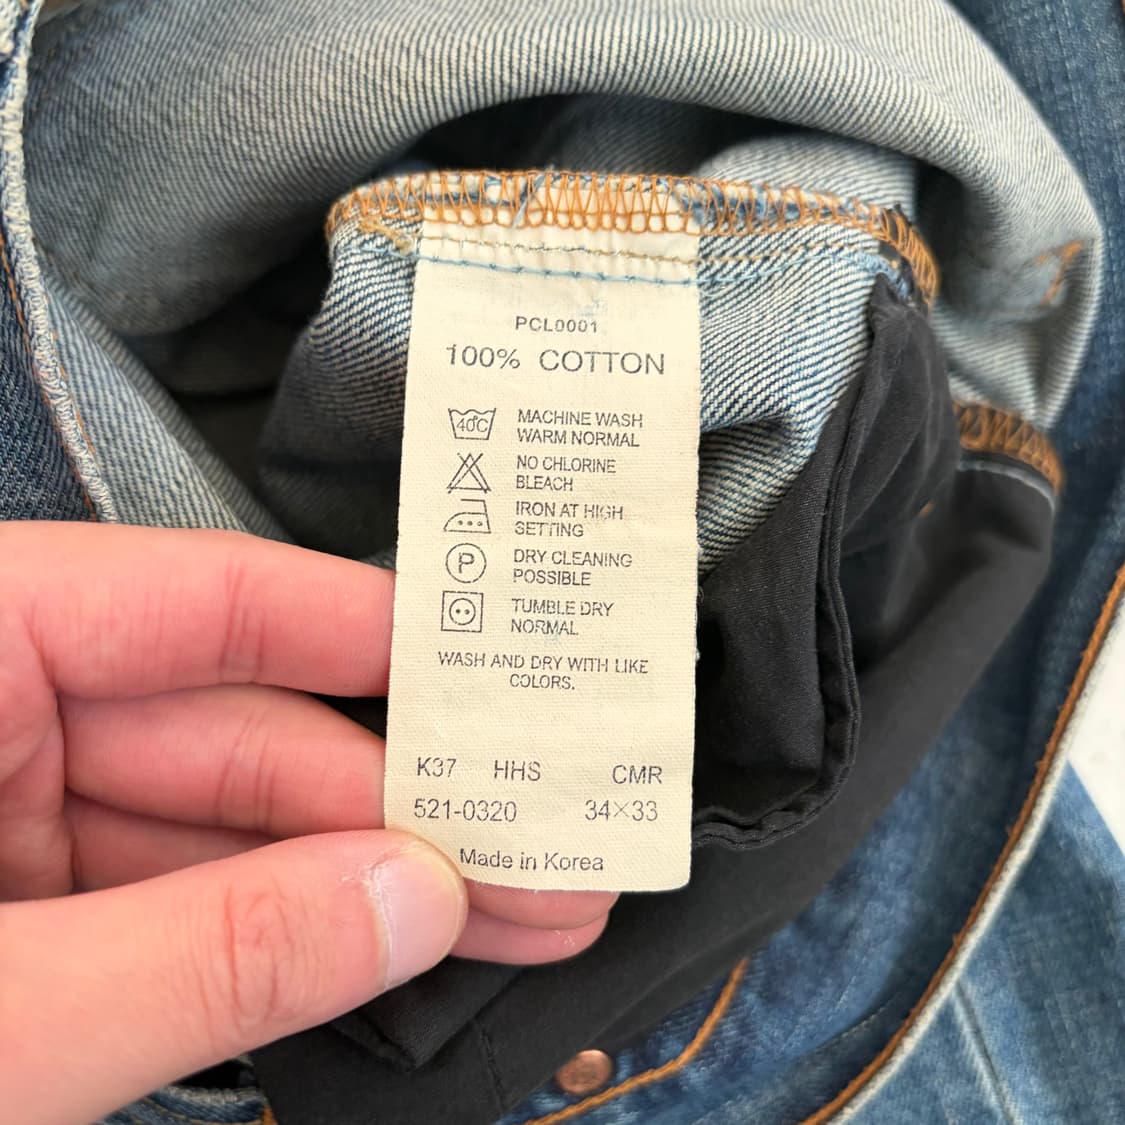 PCL0001
100% COTTON
40°C MACHINE WASH
WARM NORMAL
NO CHLORINE
BLEACH
IRON AT HIGH
SETTING
P DRY CLEANING
POSSIBLE
TUMBLE DRY
NORMAL
WASH AND DRY WITH LIKE
COLORS.
K37 HHS CMR
521-0320 34×33
Made in Korea